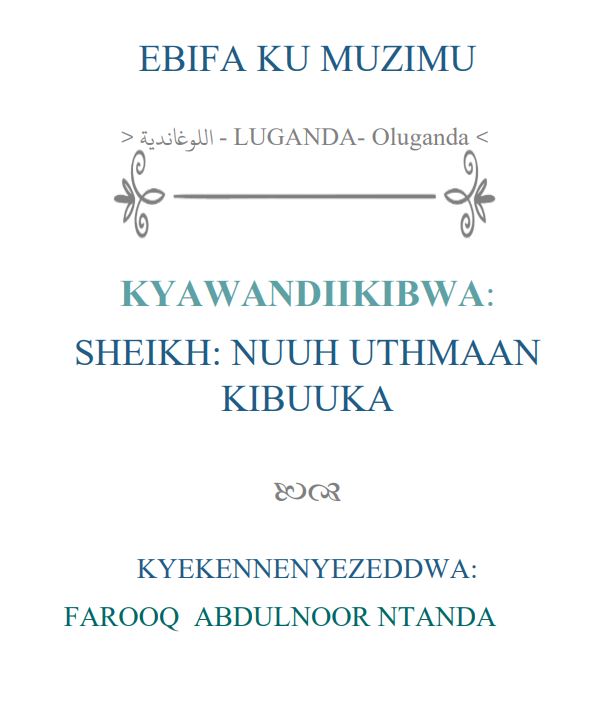 EBIFA KU MUZIMU
> اللوغاندية - LUGANDA- Oluganda <
KYAWANDIIKIBWA:
SHEIKH: NUUH UTHMAAN
KIBUUKA
KYEKENNENYEZEDDWA:
FAROOQ  ABDULNOOR NTANDA